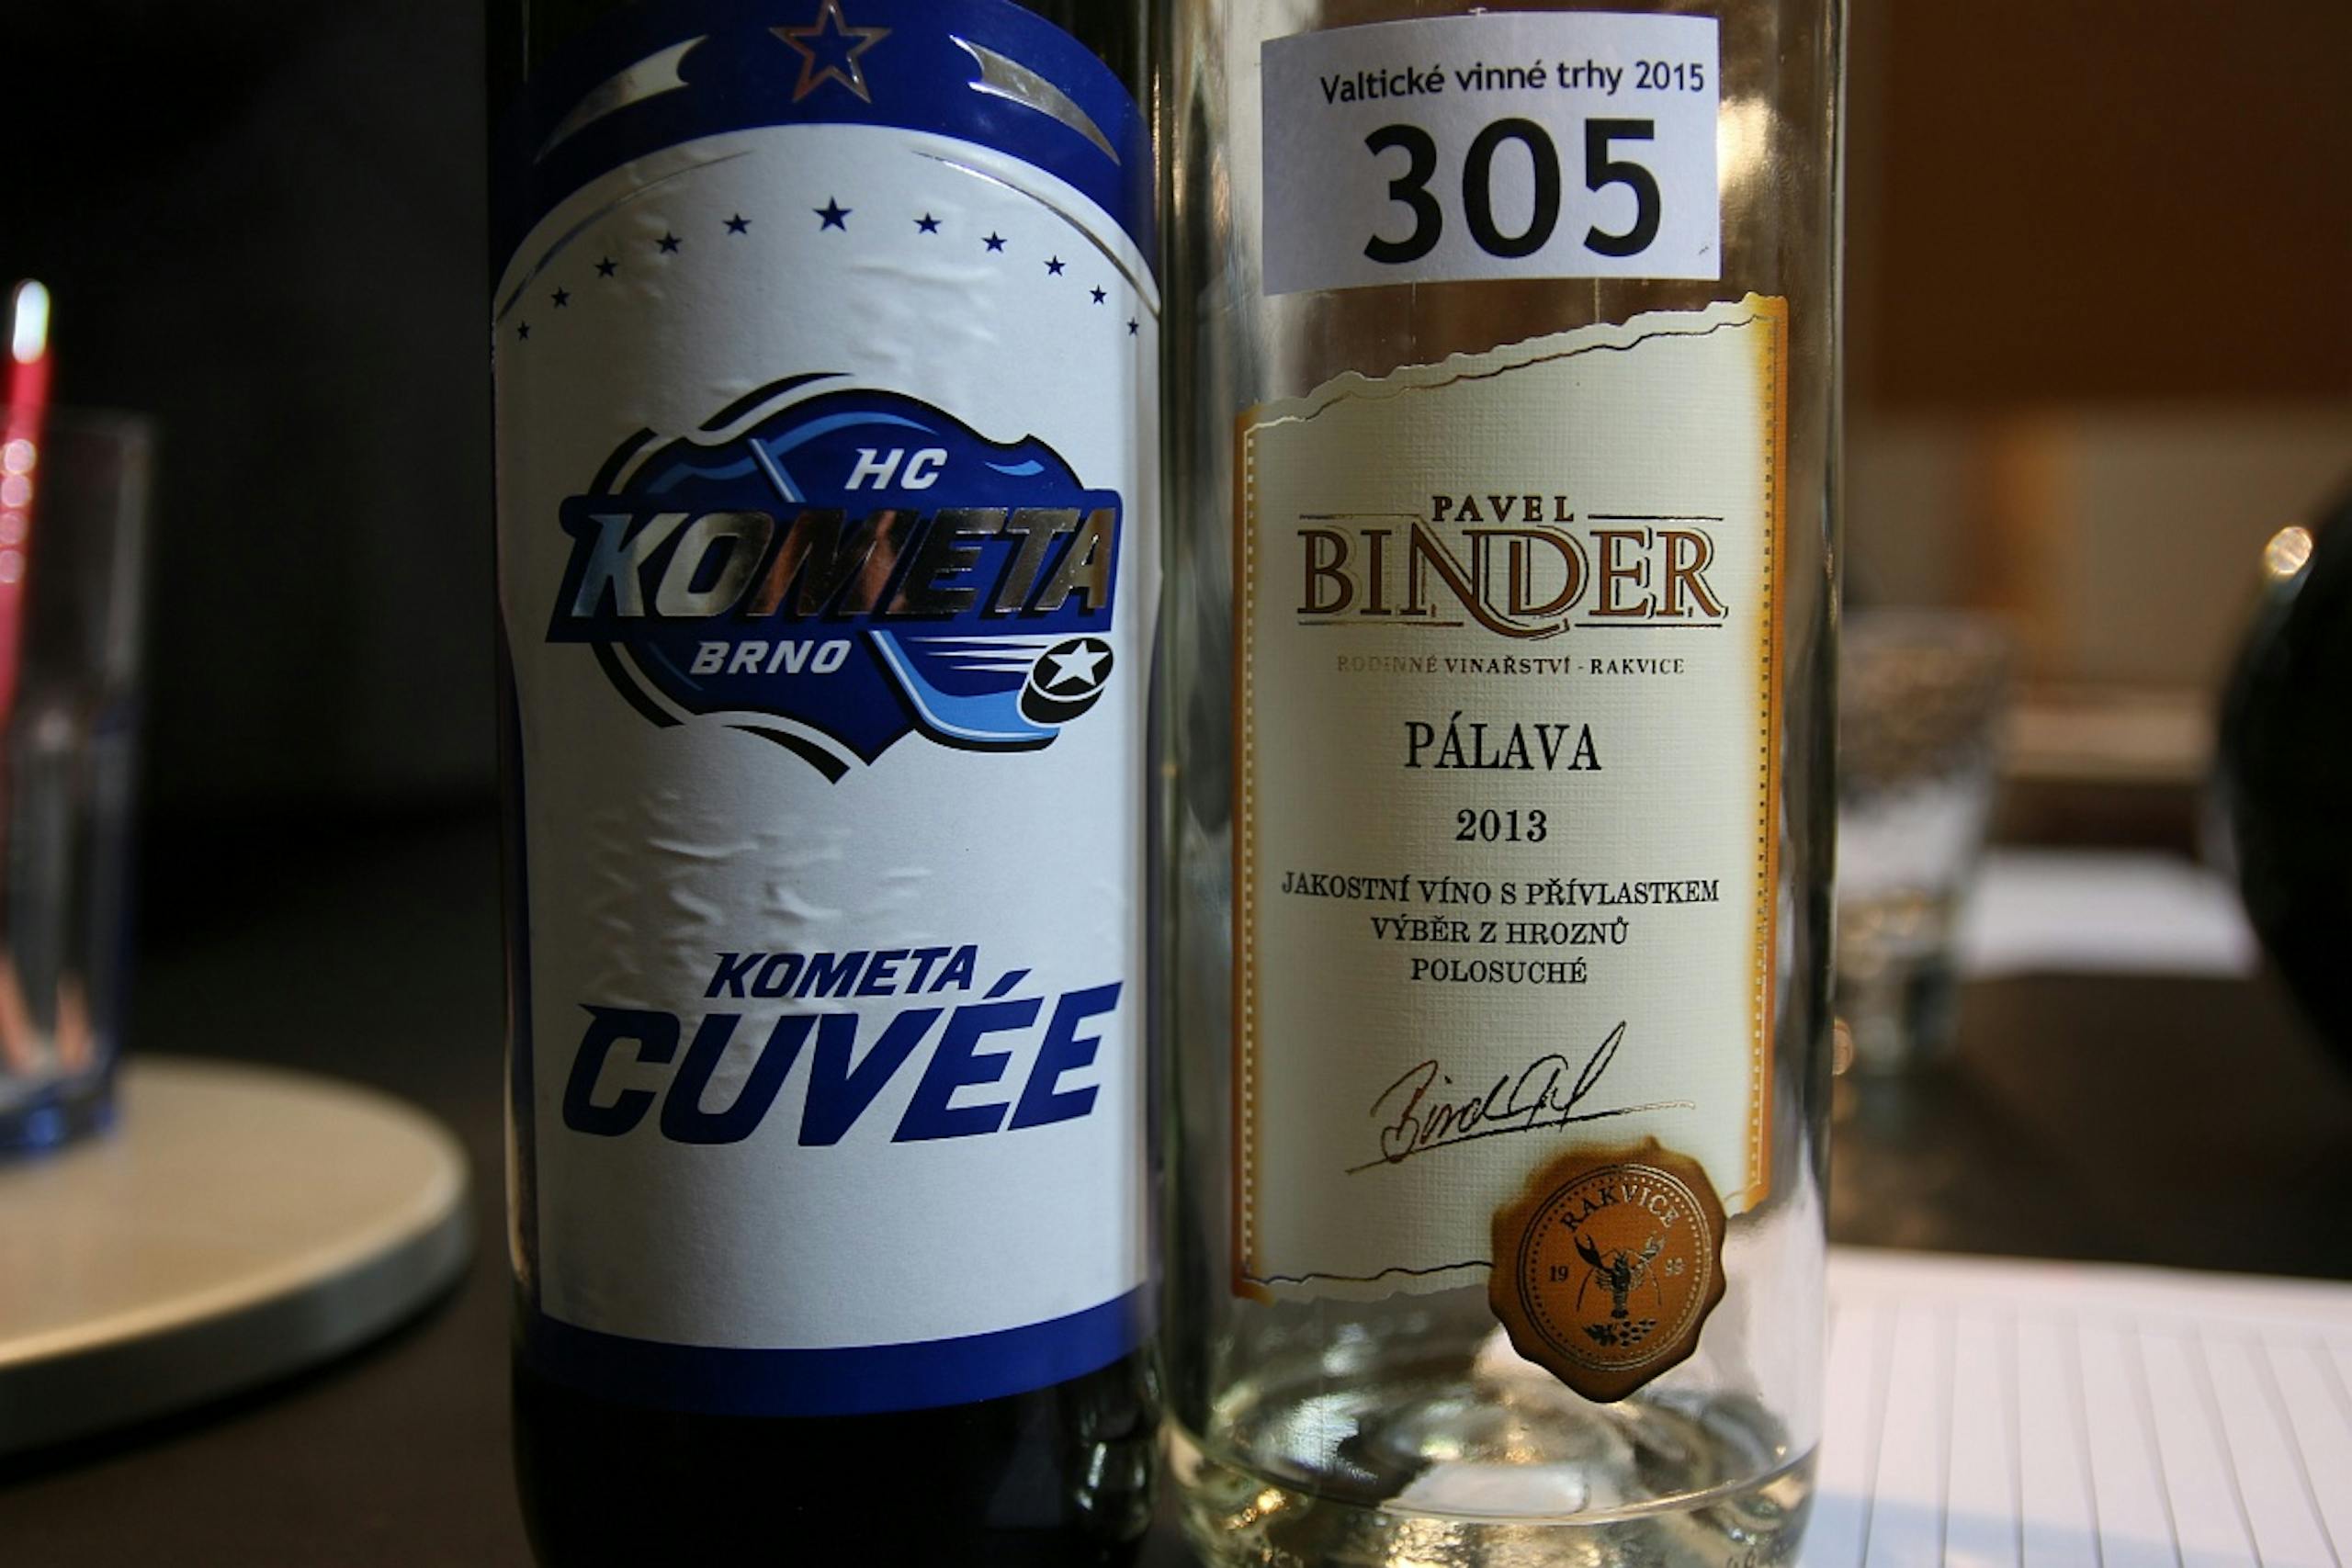 HC
KOMETA
BRNO
KOMETA
CUVÉE
Valtické vinné trhy 2015
305
PAVEL
BINDER
RODINNÉ VINAŘSTVÍ - RAKVICE
PÁLAVA
2013
JAKOSTNÍ VÍNO S PŘÍVLASTKEM
VÝBĚR Z HROZNŮ
POLOSUCHÉ
RAKVICE
19